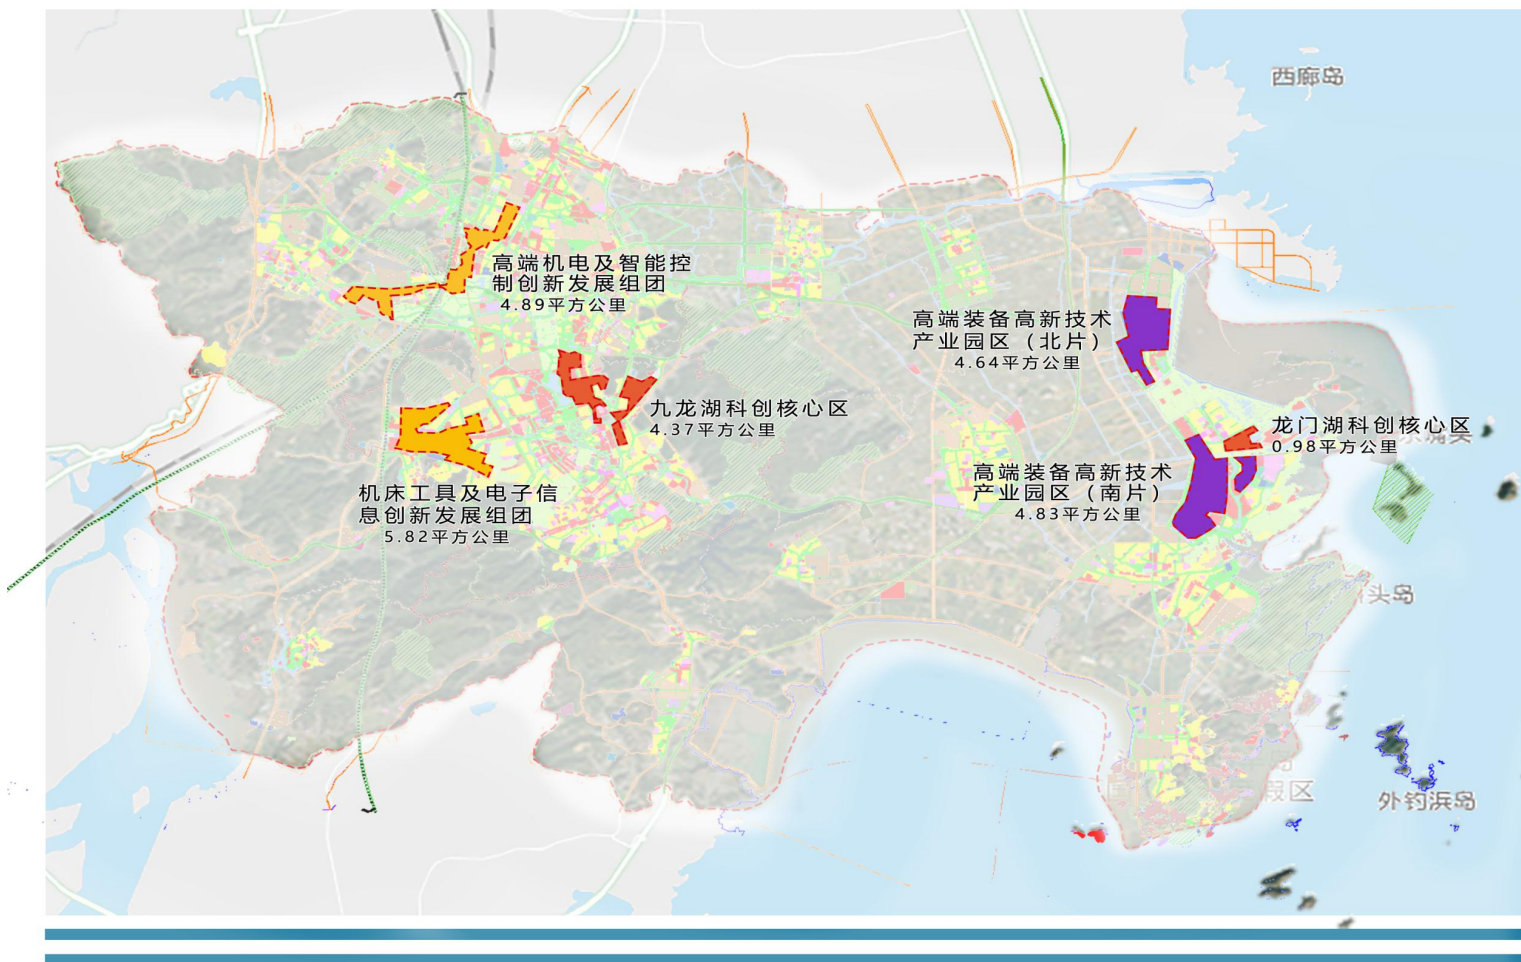 西廊岛
高端机电及智能控
制创新发展组团
4.89平方公里
高端装备高新技术
产业园区（北片）
4.64平方公里
九龙湖科创核心区
4.37平方公里
龙门湖科创核心区
0.98平方公里
高端装备高新技术
产业园区（南片）
4.83平方公里
机床工具及电子信
息创新发展组团
5.82平方公里
头岛
假区
外钓浜岛